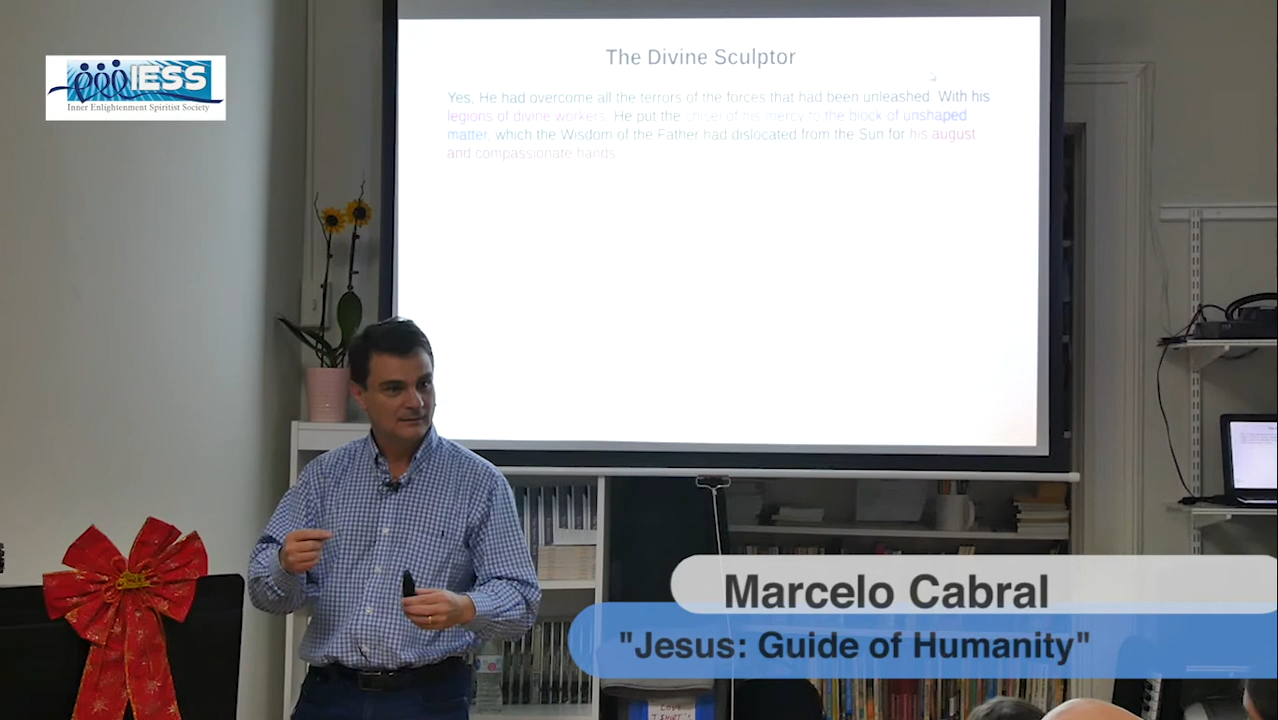 IESS
Inner Enlightenment Spiritist Society
The Divine Sculptor
Yes, He had overcome all the terrors of the forces that had been unleashed. With his
legions of divine workers, He put the chisel of his mercy to the block of unshaped
matter, which the Wisdom of the Father had dislocated from the Sun for his august
and compassionate hands.
Marcelo Cabral
"Jesus: Guide of Humanity"
LOVE
T SHIRT'S